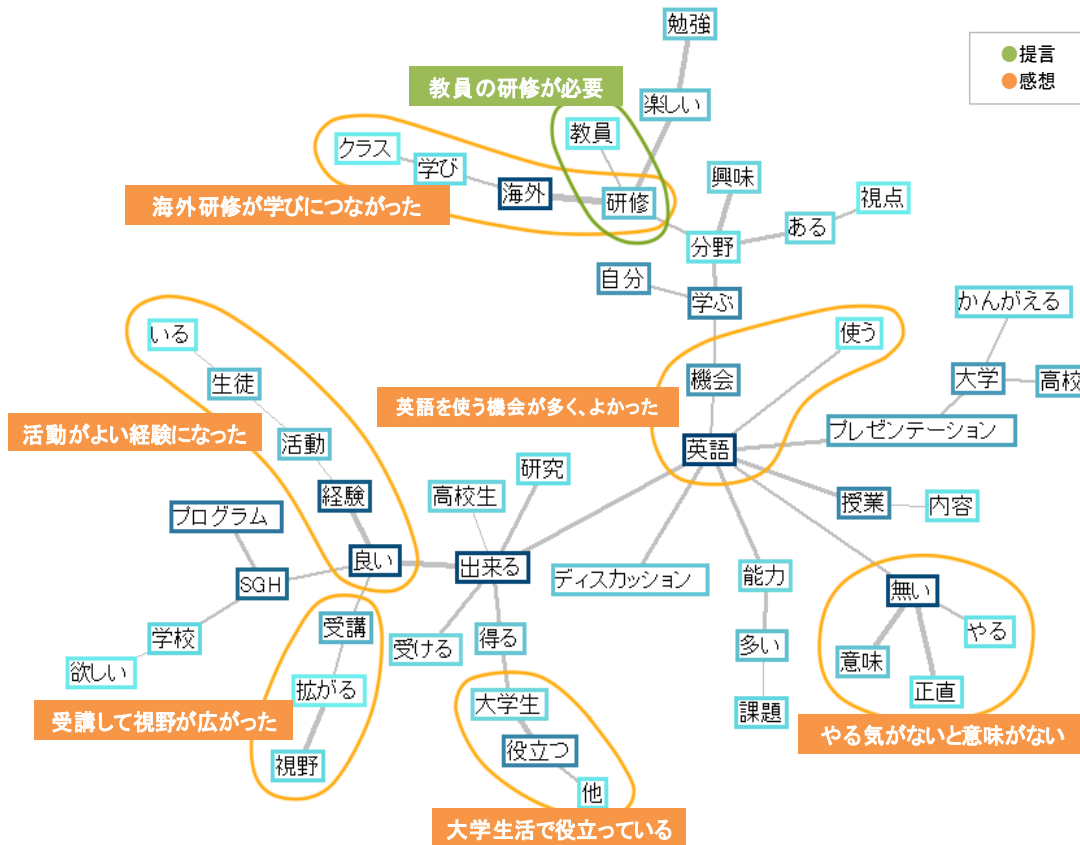 勉強
●提言
●感想
教員の研修が必要
楽しい
教員
クラス
学び
興味
海外
研修
視点
海外研修が学びにつながった
ある
分野
自分
学ぶ
かんがえる
いる
使う
生徒
機会
大学
高校
英語を使う機会が多く、よかった
活動がよい経験になった
活動
プレゼンテーション
英語
研究
高校生
経験
授業
内容
プログラム
良い
出来る
ディスカッション
能力
SGH
無い
受講
学校
受ける
得る
多い
やる
意味
欲しい
拡がる
正直
大学生
課題
受講して視野が広がった
やる気がないと意味がない
役立つ
視野
他
大学生活で役立っている